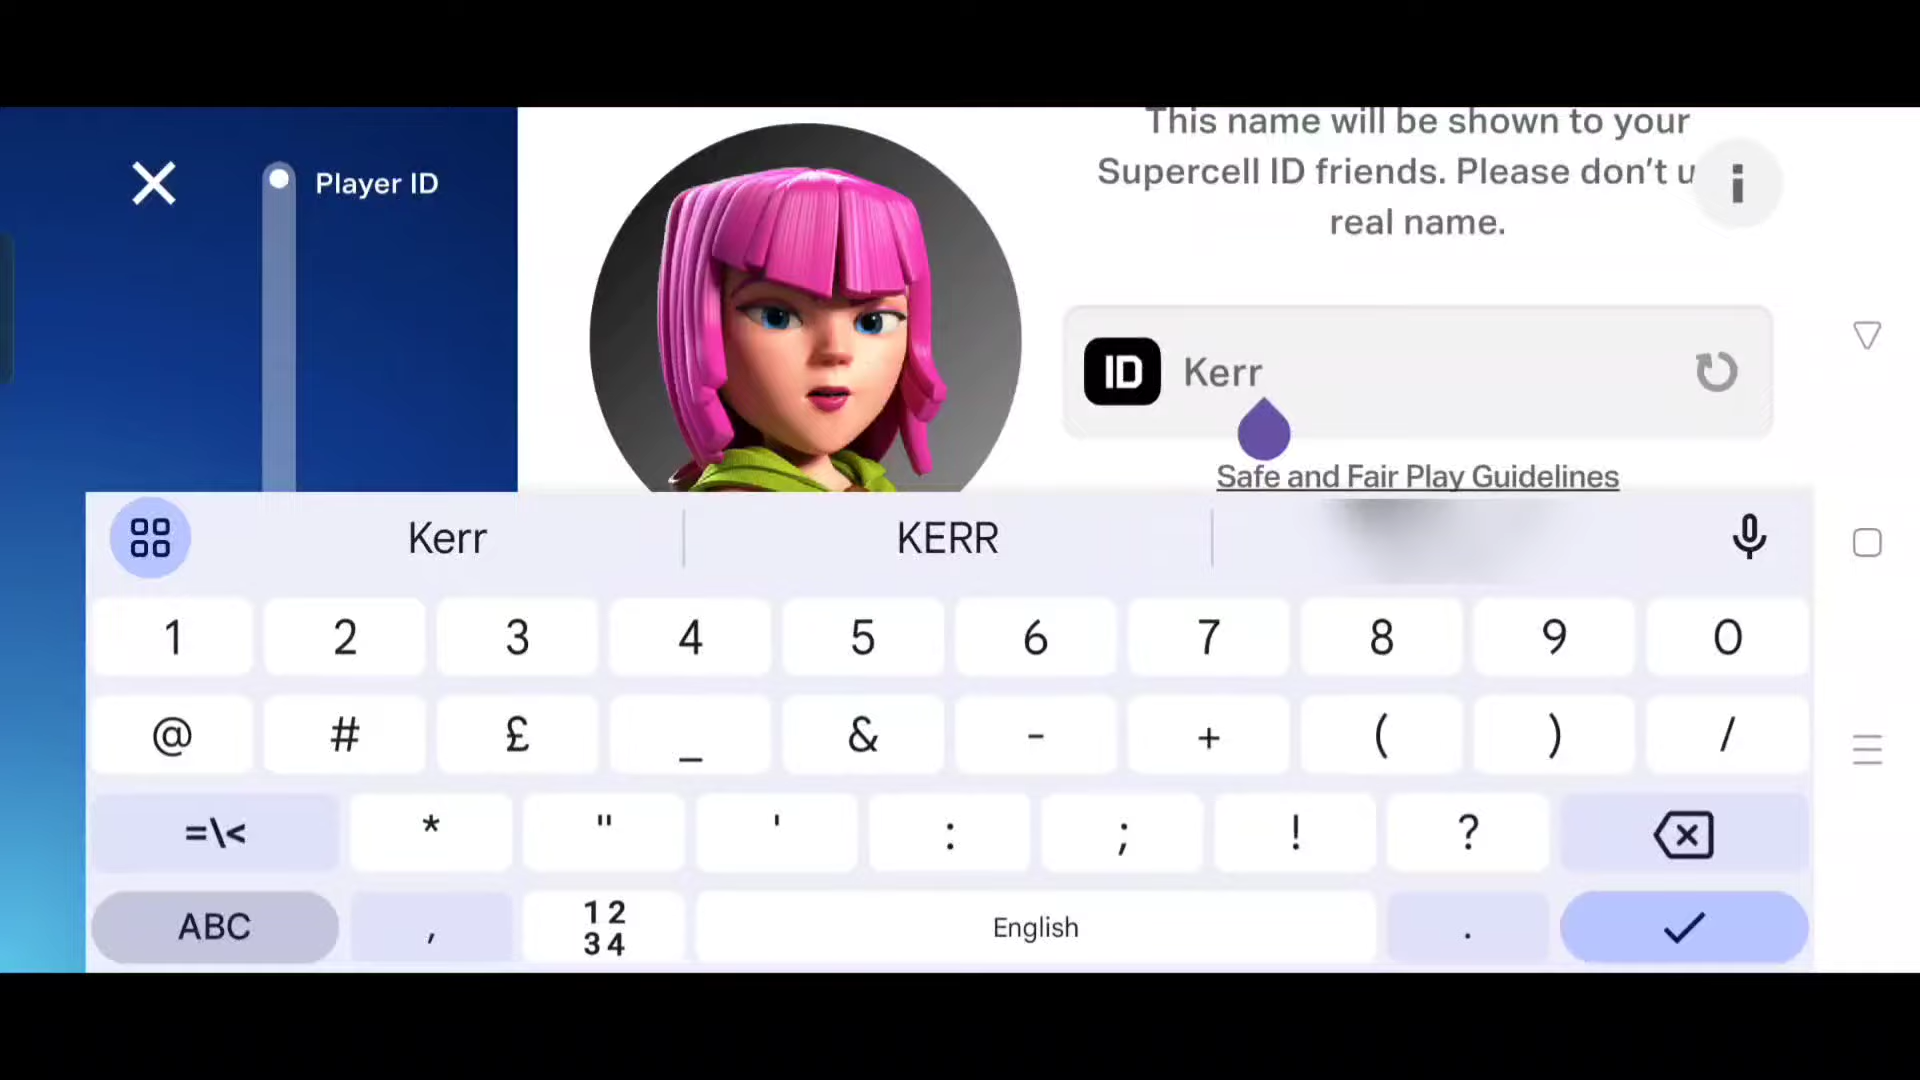 This name will be shown to your
Supercell ID friends. Please don't u
real name.
Player ID
ID Kerr
Safe and Fair Play Guidelines
Kerr KERR
1 2 3 4 5 6 7 8 9 0
@ # £ _ & - + ( ) /
=\< * " ' : ; ! ?
ABC , 12 34 English .